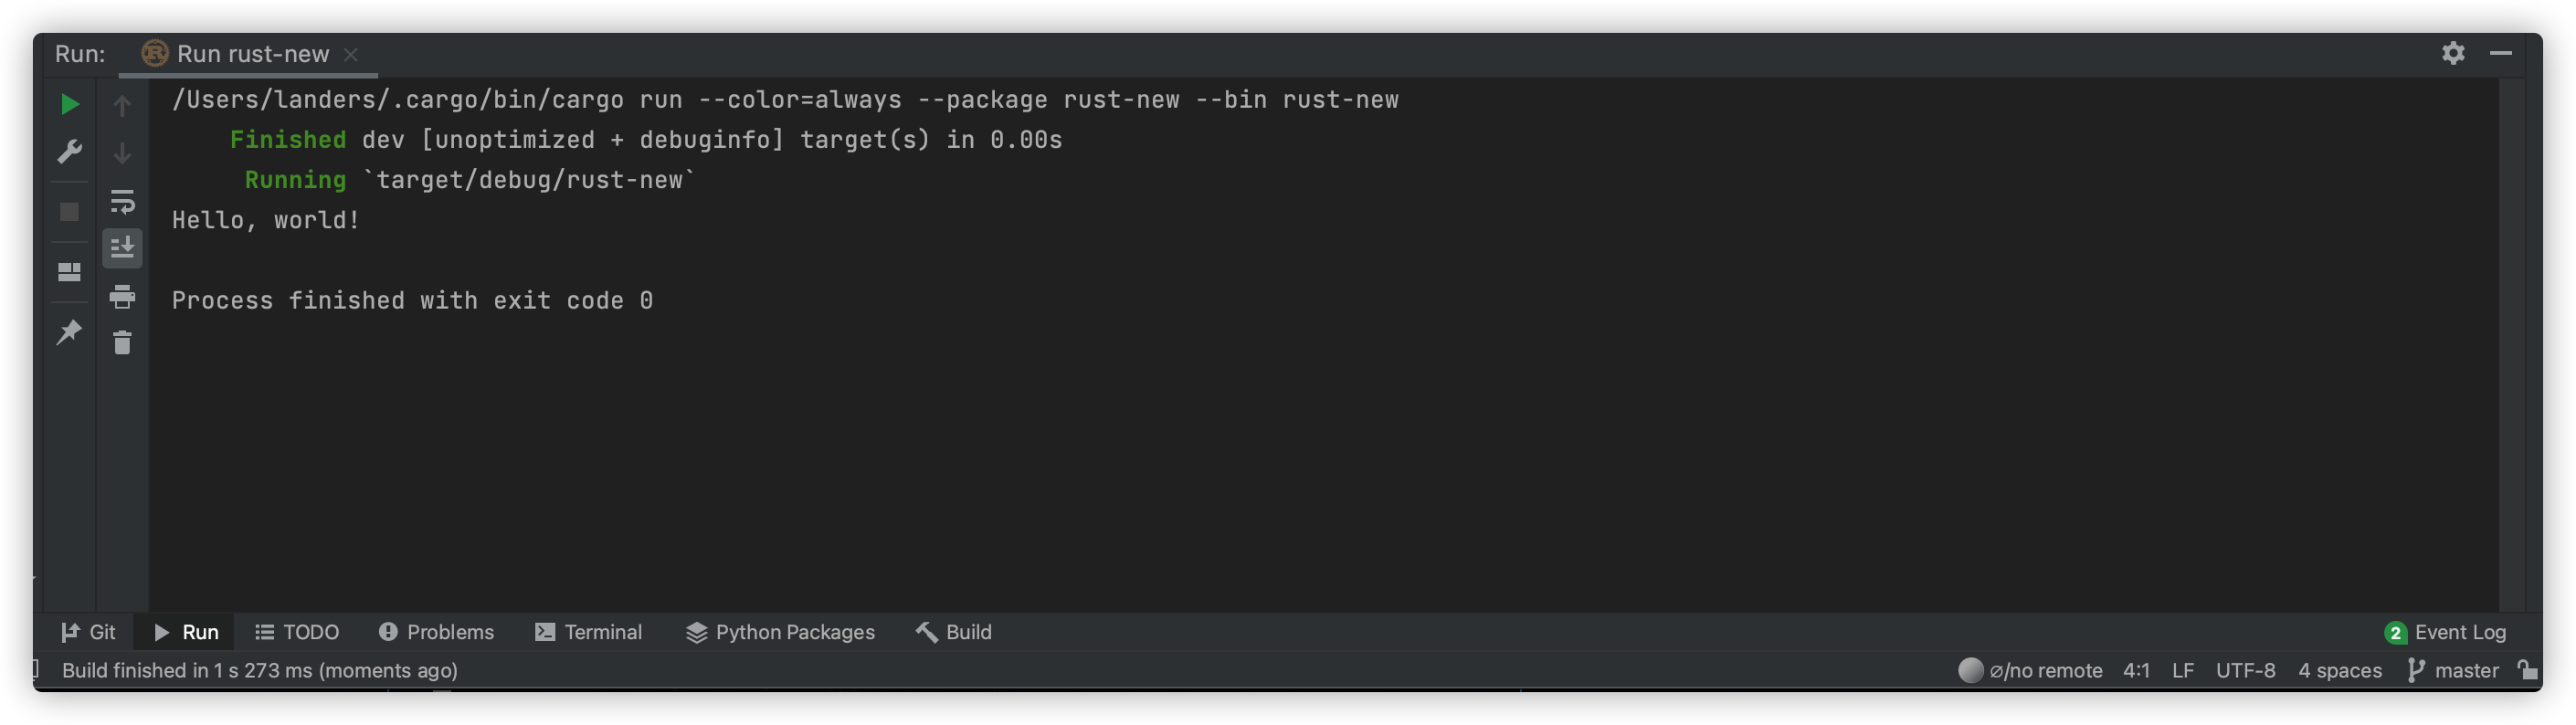 Run: Run rust-new
/Users/landers/.cargo/bin/cargo run --color=always --package rust-new --bin rust-new
Finished dev [unoptimized + debuginfo] target(s) in 0.00s
Running `target/debug/rust-new`
Hello, world!
Process finished with exit code 0
Git Run TODO Problems Terminal Python Packages Build 2 Event Log
Build finished in 1 s 273 ms (moments ago) ∅/no remote 4:1 LF UTF-8 4 spaces master